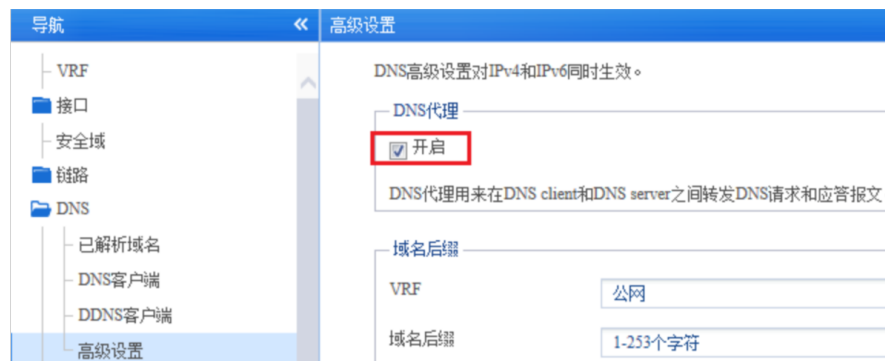 导航
VRF
接口
安全域
链路
DNS
已解析域名
DNS客户端
DDNS客户端
高级设置
高级设置
DNS高级设置对IPv4和IPv6同时生效。
DNS代理
开启
DNS代理用来在DNS client和DNS server之间转发DNS请求和应答报文
域名后缀
VRF
公网
域名后缀
1-253个字符